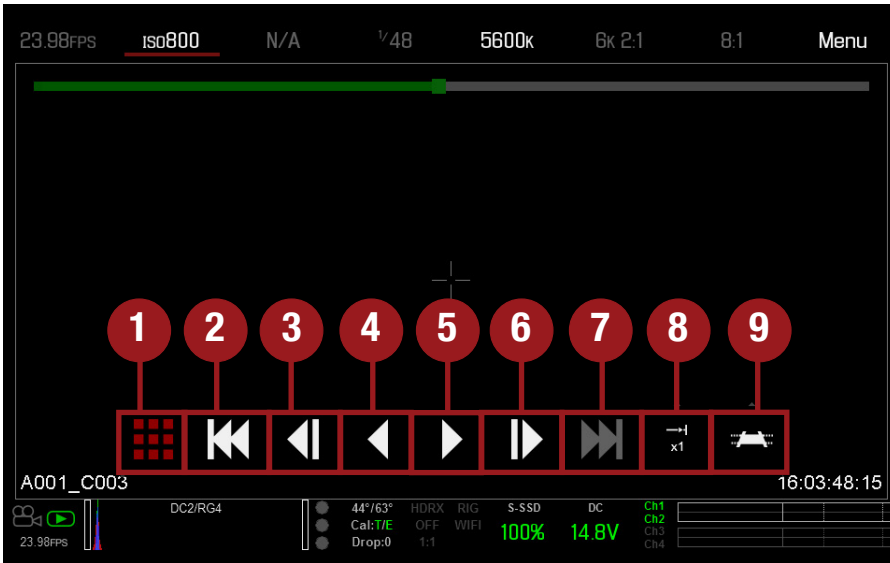 23.98FPS ISO800 N/A 1/48 5600K 6K 2:1 8:1 Menu
1 2 3 4 5 6 7 8 9
x1
A001_C003 16:03:48:15
DC2/RG4 44°/63° HDRX RIG S-SSD DC Ch1
Cal:T/E OFF WIFI 100% 14.8V Ch2
23.98FPS Drop:0 1:1 Ch3
Ch4